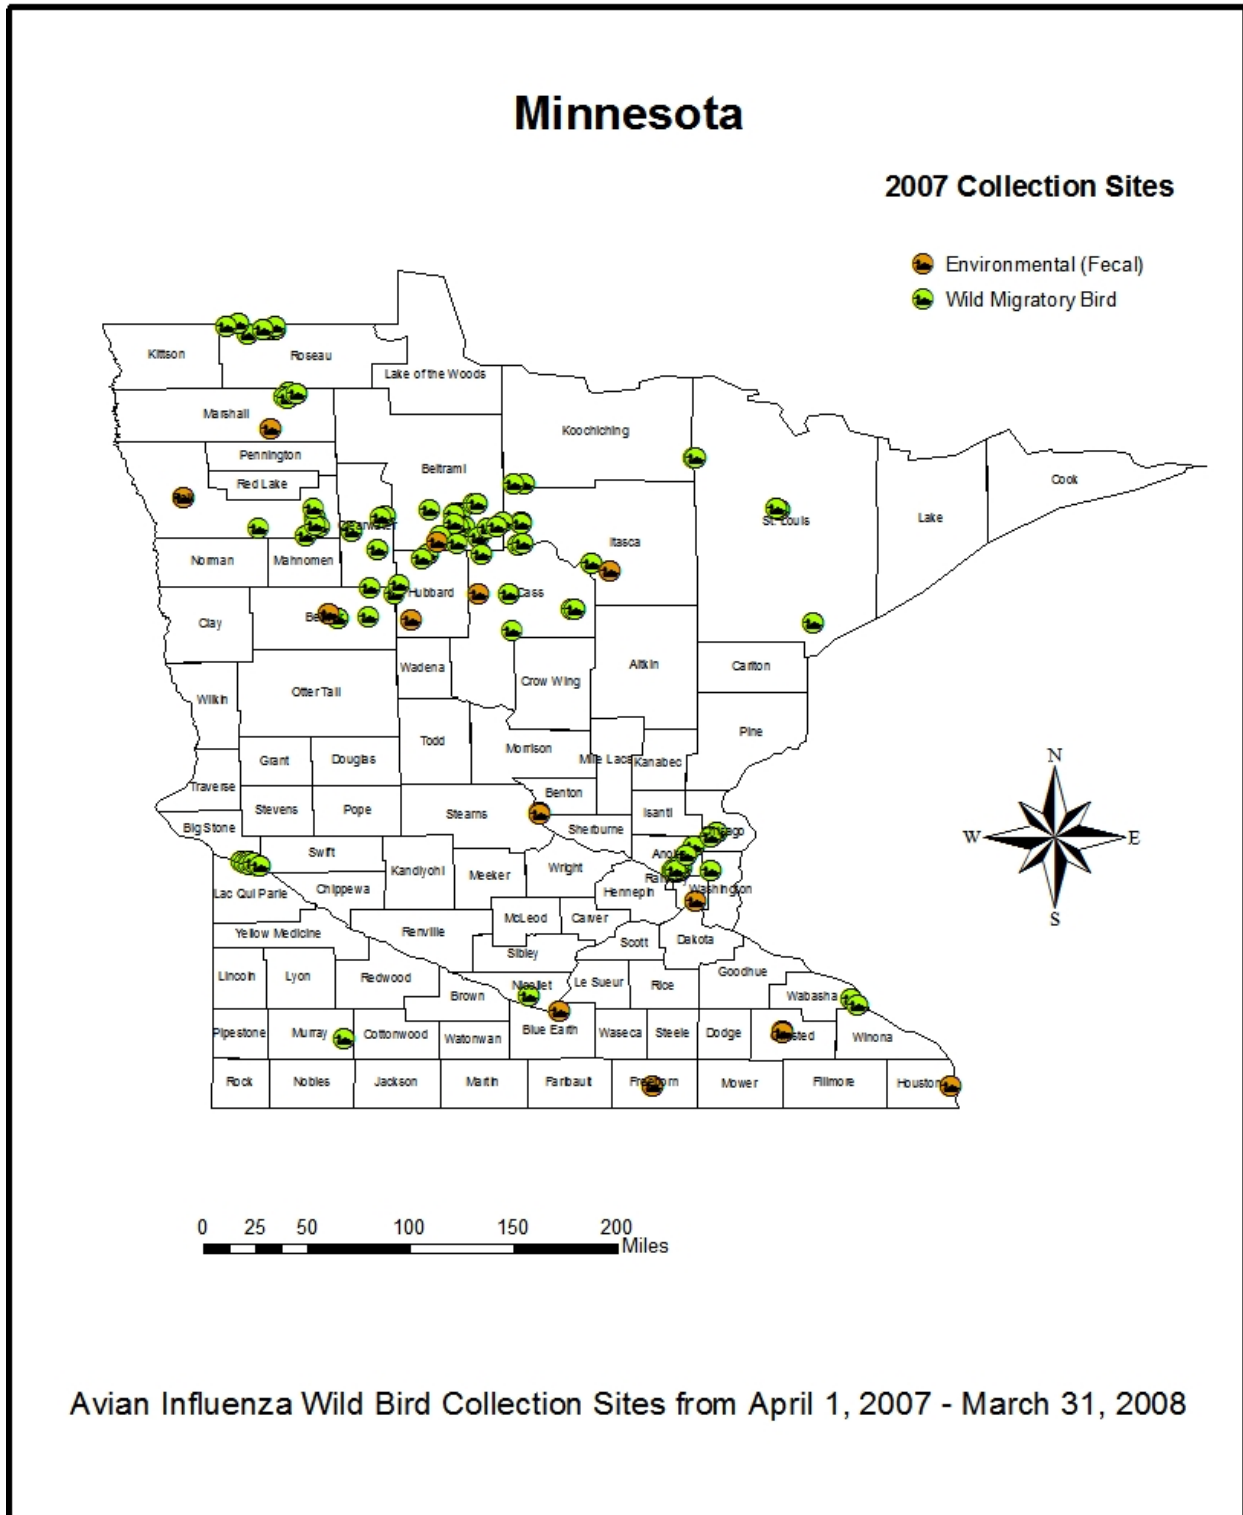 Minnesota
2007 Collection Sites
Environmental (Fecal)
Wild Migratory Bird
Kittson
Roseau
Lake of the Woods
Marshall
Koochiching
Pennington
Beltrami
Red Lake
Cook
Clearwater
St. Louis
Lake
Itasca
Norman
Mahnomen
Hubbard
Cass
Clay
Wadena
Aitkin
Carlton
Crow Wing
Wilkin
Otter Tail
Pine
Todd
Morrison
Mille Lacs
Kanabec
Grant
Douglas
Traverse
Benton
Stevens
Pope
Stearns
Isanti
Big Stone
Sherburne
Swift
Kandiyohi
Meeker
Wright
Washington
Hennepin
Lac Qui Parle
Chippewa
McLeod
Carver
Yellow Medicine
Renville
Scott
Dakota
Sibley
Lincoln
Lyon
Redwood
Le Sueur
Rice
Goodhue
Nicollet
Brown
Wabasha
Pipestone
Murray
Cottonwood
Watonwan
Blue Earth
Waseca
Steele
Dodge
Winona
Rock
Nobles
Jackson
Martin
Faribault
Freeborn
Mower
Fillmore
Houston
N
W
E
S
0 25 50 100 150 200
Miles
Avian Influenza Wild Bird Collection Sites from April 1, 2007 - March 31, 2008